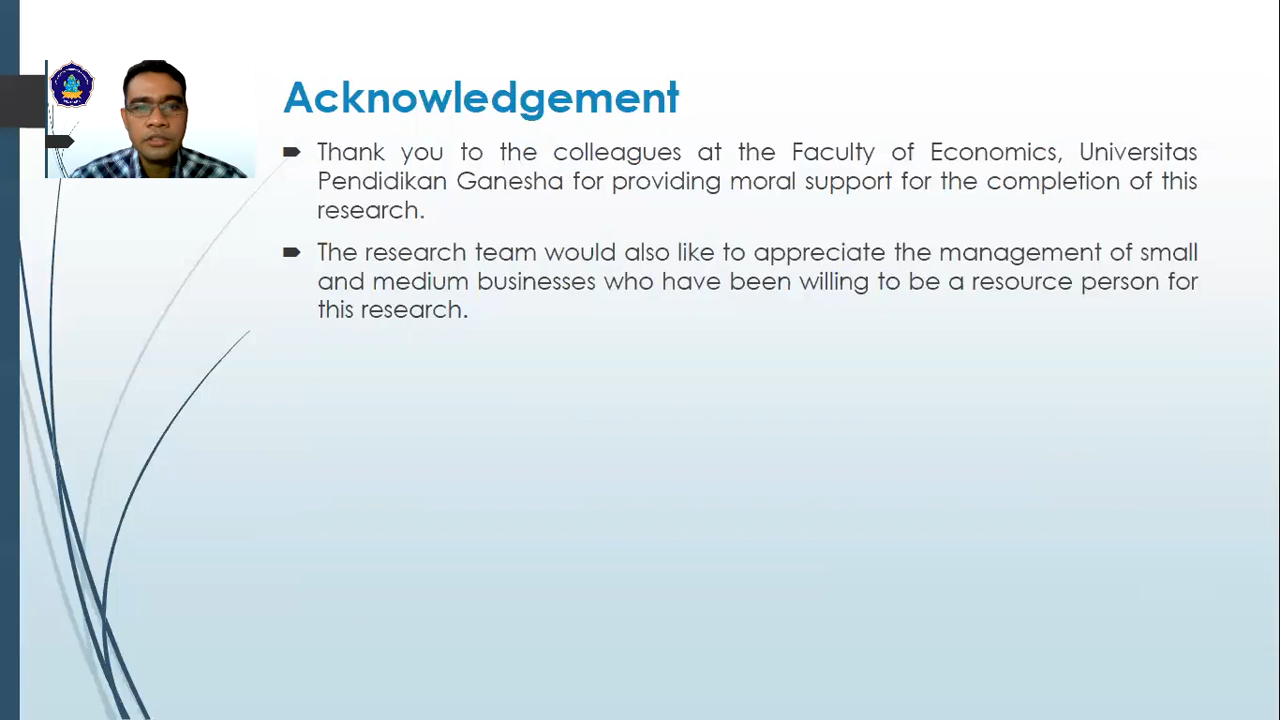 Acknowledgement
Thank you to the colleagues at the Faculty of Economics, Universitas
Pendidikan Ganesha for providing moral support for the completion of this
research.
The research team would also like to appreciate the management of small
and medium businesses who have been willing to be a resource person for
this research.